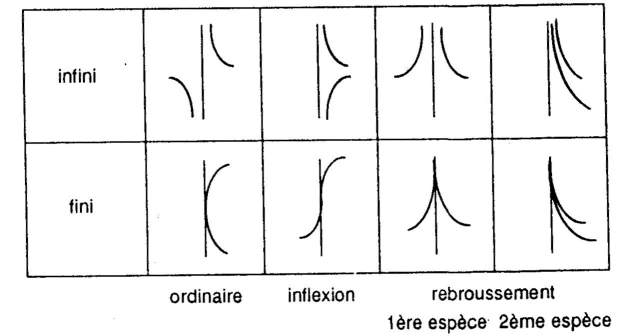 infini
fini
ordinaire inflexion rebroussement
1ère espèce 2ème espèce